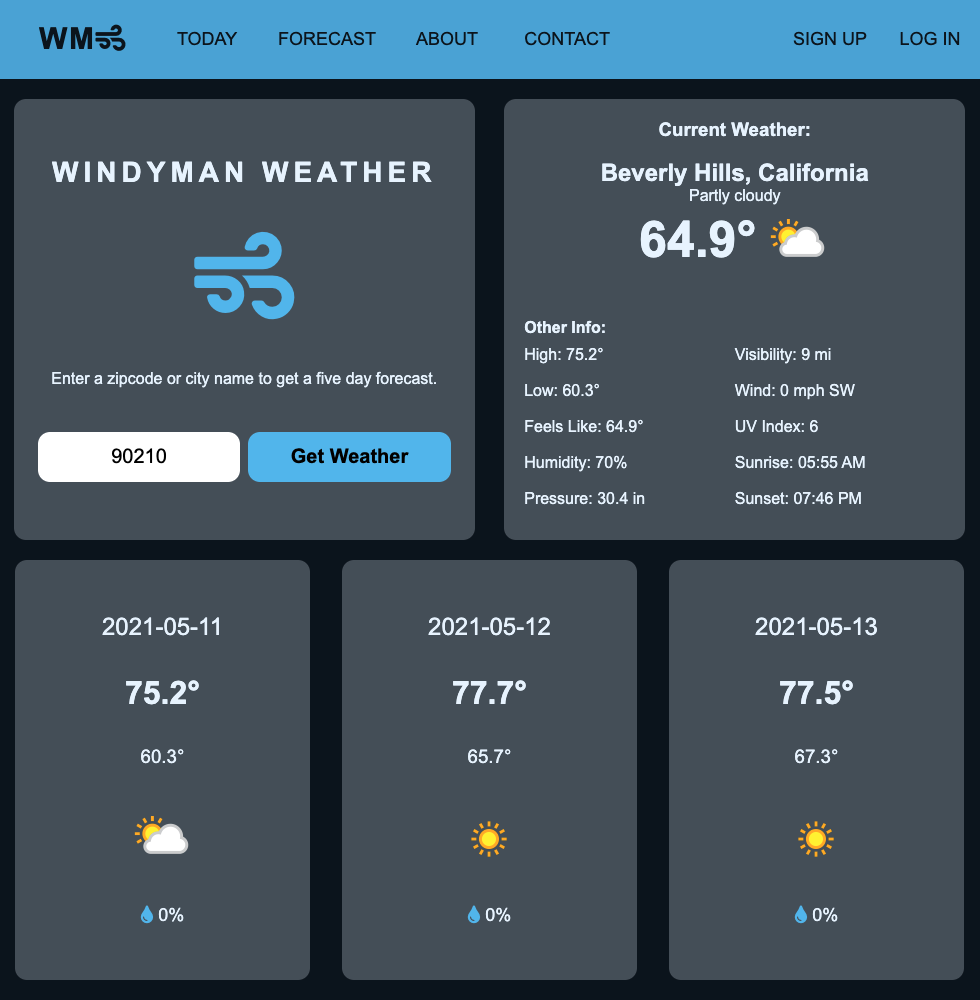 WM
TODAY FORECAST ABOUT CONTACT SIGN UP LOG IN
WINDYMAN WEATHER
Enter a zipcode or city name to get a five day forecast.
90210 Get Weather
Current Weather:
Beverly Hills, California
Partly cloudy
64.9°
Other Info:
High: 75.2° Visibility: 9 mi
Low: 60.3° Wind: 0 mph SW
Feels Like: 64.9° UV Index: 6
Humidity: 70% Sunrise: 05:55 AM
Pressure: 30.4 in Sunset: 07:46 PM
2021-05-11
75.2°
60.3°
0%
2021-05-12
77.7°
65.7°
0%
2021-05-13
77.5°
67.3°
0%